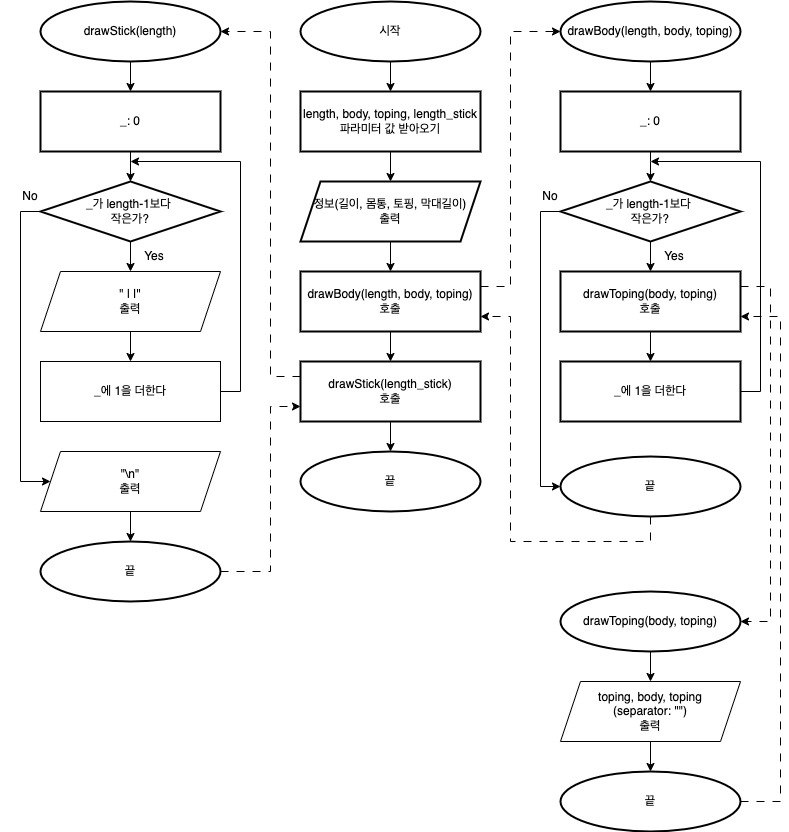 drawStick(length)
_: 0
_가 length-1보다
작은가?
No
Yes
" | |"
출력
_에 1을 더한다
"\n"
출력
끝
시작
length, body, toping, length_stick
파라미터 값 받아오기
정보(길이, 몸통, 토핑, 막대길이)
출력
drawBody(length, body, toping)
호출
drawStick(length_stick)
호출
끝
drawBody(length, body, toping)
_: 0
_가 length-1보다
작은가?
No
Yes
drawToping(body, toping)
호출
_에 1을 더한다
끝
drawToping(body, toping)
toping, body, toping
(separator: "")
출력
끝